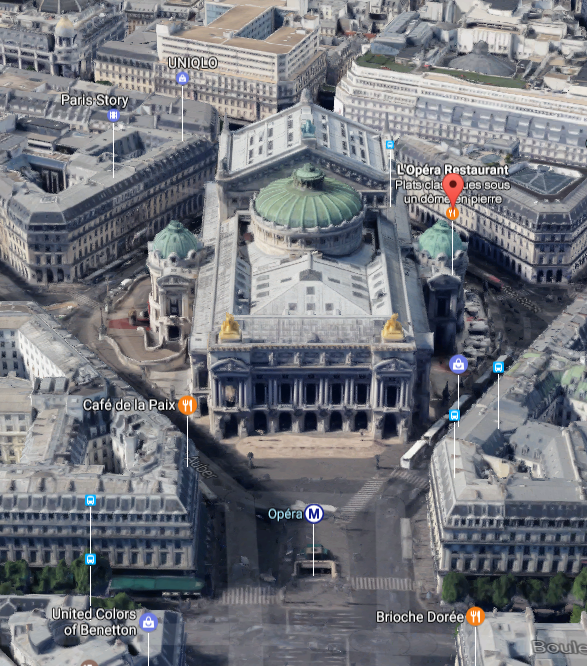 UNIQLO
Paris Story
L'Opéra Restaurant
Plats classiques sous
un dôme en pierre
Café de la Paix
Auber
Opéra M
United Colors
of Benetton
Brioche Dorée